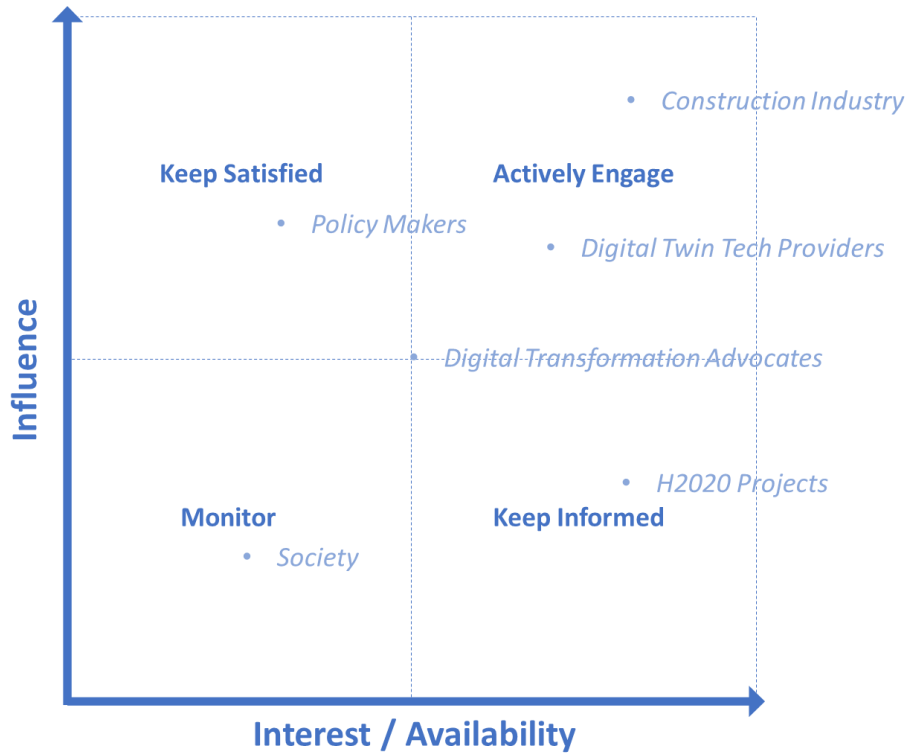 Construction Industry
Keep Satisfied
Actively Engage
Policy Makers
Digital Twin Tech Providers
Influence
Digital Transformation Advocates
H2020 Projects
Monitor
Keep Informed
Society
Interest / Availability